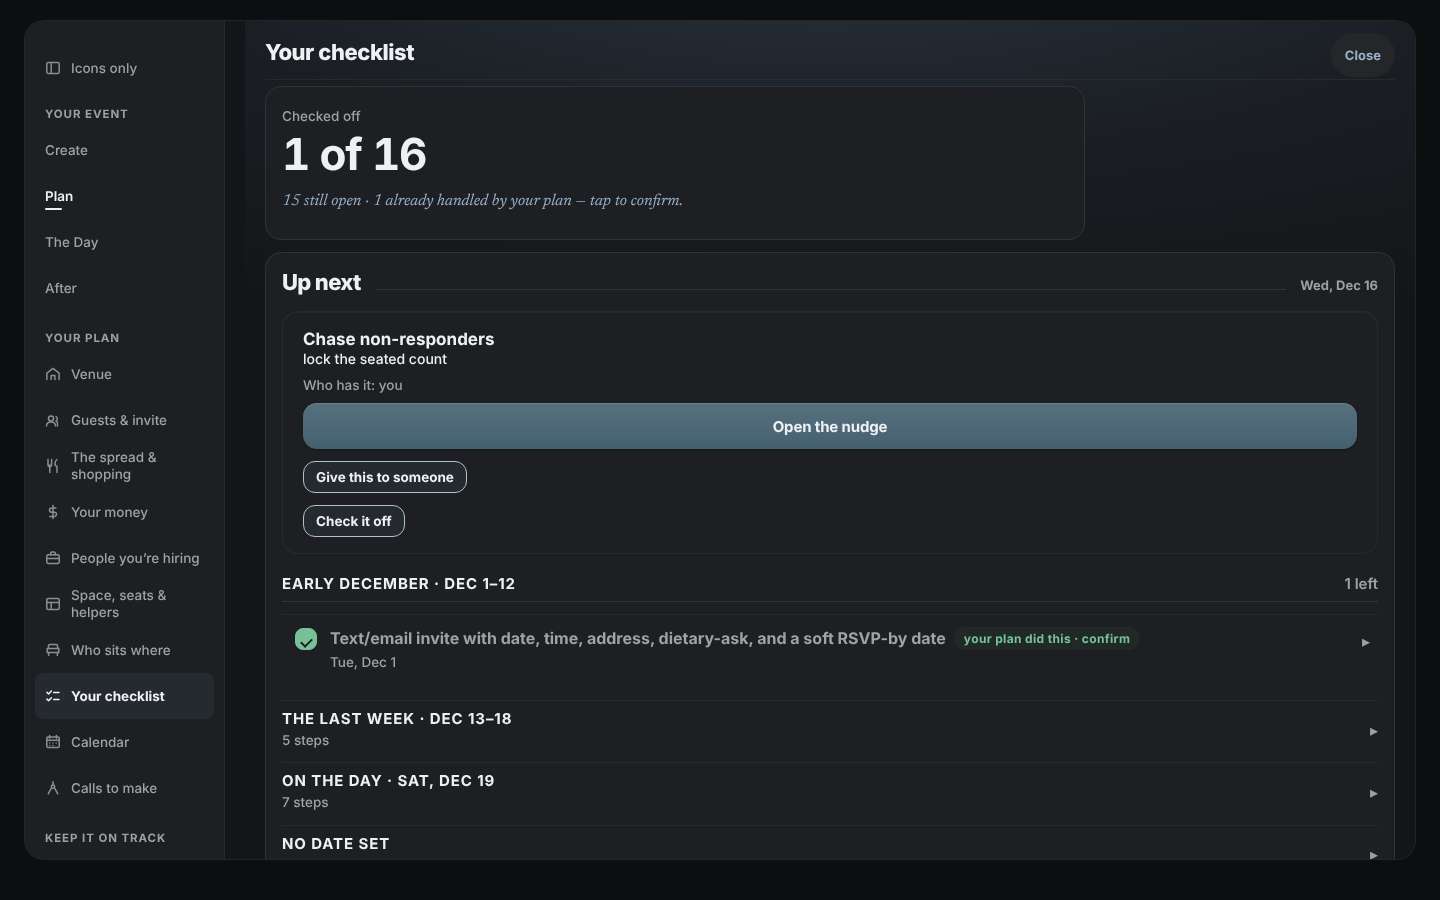 Icons only
YOUR EVENT
Create
Plan
The Day
After
YOUR PLAN
Venue
Guests & invite
The spread &
shopping
Your money
People you’re hiring
Space, seats &
helpers
Who sits where
Your checklist
Calendar
Calls to make
KEEP IT ON TRACK
Your checklist
Close
Checked off
1 of 16
15 still open · 1 already handled by your plan – tap to confirm.
Up next
Wed, Dec 16
Chase non-responders
lock the seated count
Who has it: you
Open the nudge
Give this to someone
Check it off
EARLY DECEMBER · DEC 1–12
1 left
Text/email invite with date, time, address, dietary-ask, and a soft RSVP-by date
your plan did this · confirm
Tue, Dec 1
THE LAST WEEK · DEC 13–18
5 steps
ON THE DAY · SAT, DEC 19
7 steps
NO DATE SET